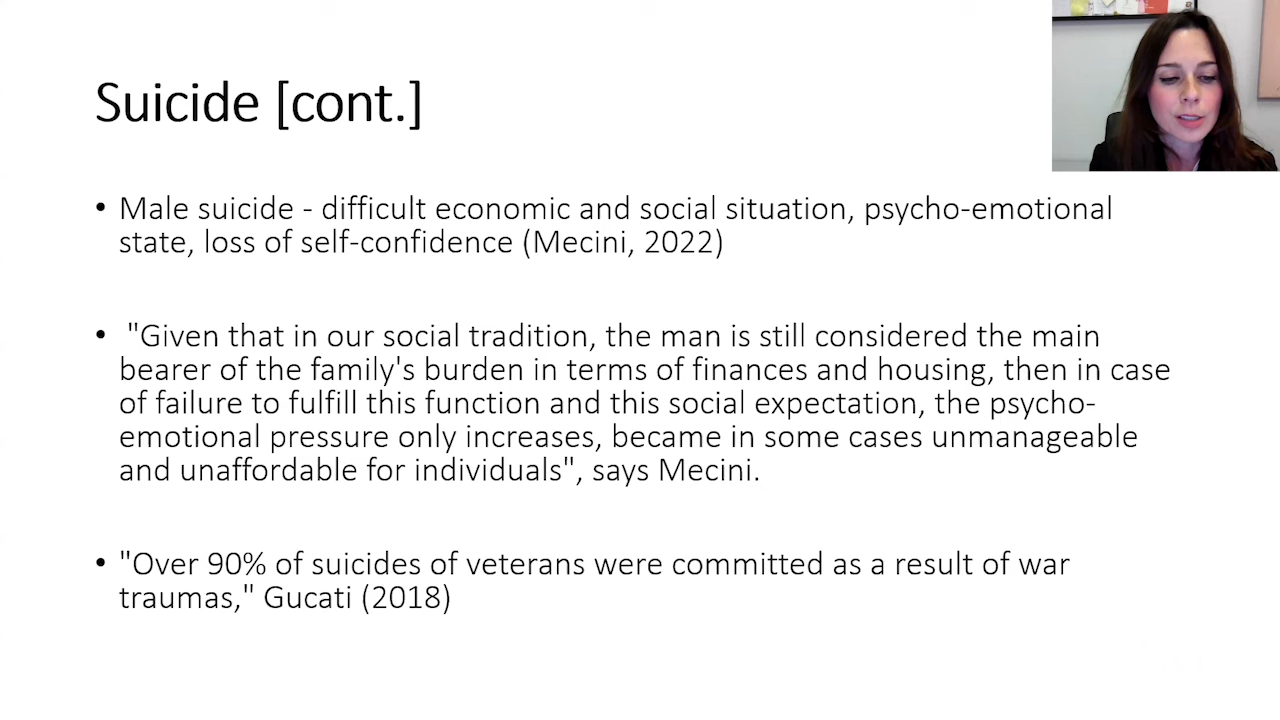 Suicide [cont.]
• Male suicide - difficult economic and social situation, psycho-emotional
state, loss of self-confidence (Mecini, 2022)
• "Given that in our social tradition, the man is still considered the main
bearer of the family's burden in terms of finances and housing, then in case
of failure to fulfill this function and this social expectation, the psycho-
emotional pressure only increases, became in some cases unmanageable
and unaffordable for individuals", says Mecini.
• "Over 90% of suicides of veterans were committed as a result of war
traumas," Gucati (2018)